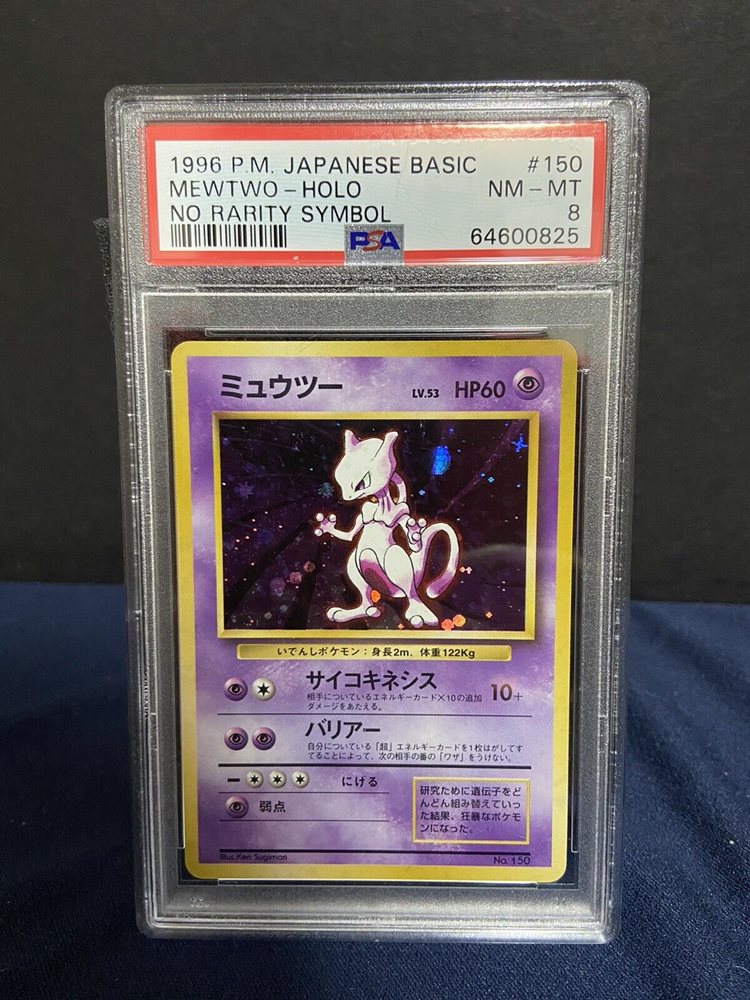 1996 P.M. JAPANESE BASIC #150
MEWTWO - HOLO NM - MT
NO RARITY SYMBOL 8
PSA 64600825
ミュウツー LV.53 HP60
いでんしポケモン:身長2m、体重122Kg
サイコキネシス 10+
相手についているエネルギーカード×10の追加
ダメージをあたえる。
バリアー
自分についている「超」エネルギーカードを1枚はがしてす
てることによって、次の相手の番の「ワザ」をうけない。
ー にげる
弱点
研究ために遺伝子をど
んどん組み替えていっ
た結果、狂暴なポケモ
ンになった。
Illus.Ken Sugimori No. 150